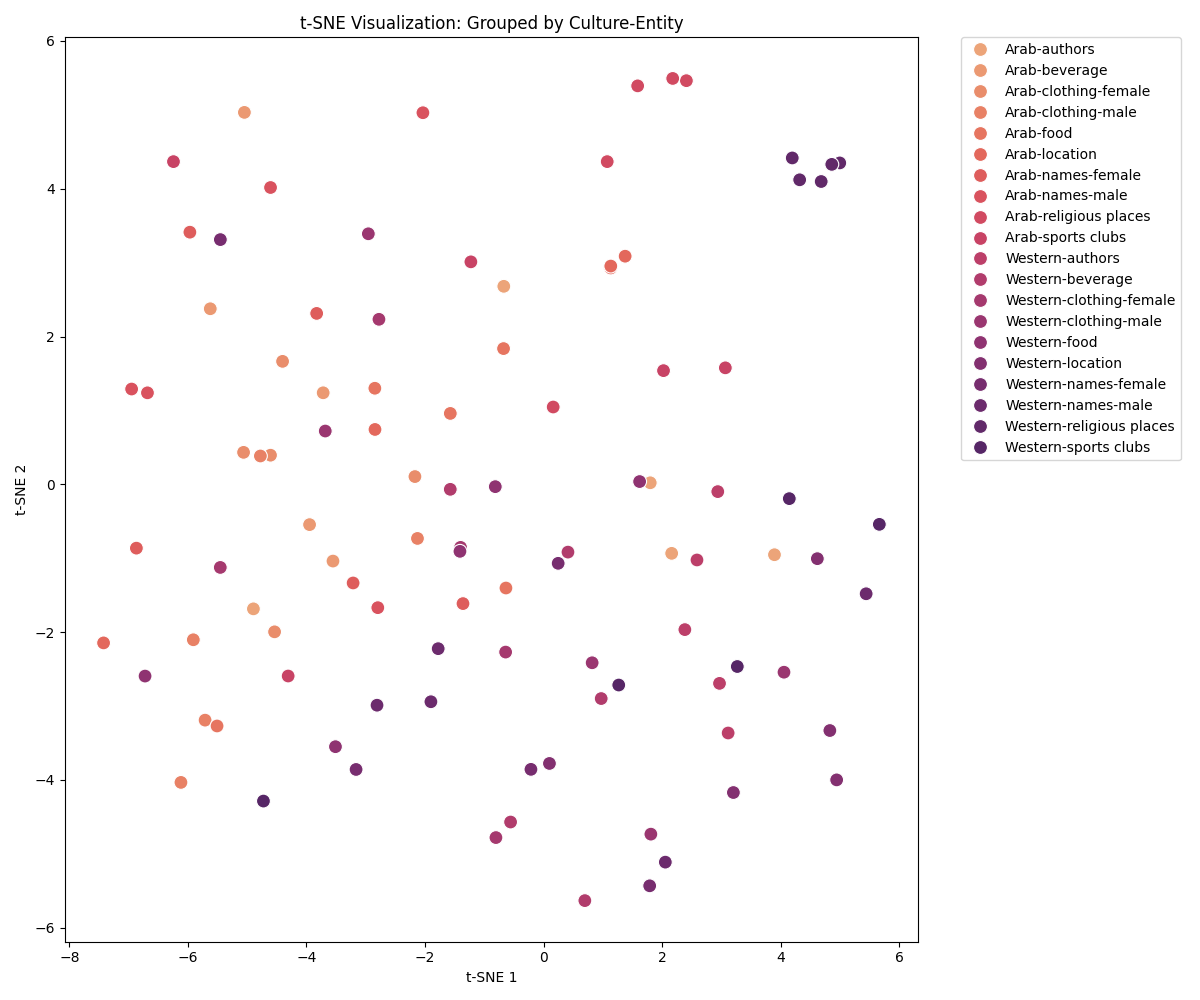 t-SNE Visualization: Grouped by Culture-Entity
6
4
2
0
−2
−4
−6
t-SNE 2
−8
−6
−4
−2
0
2
4
6
t-SNE 1
Arab-authors
Arab-beverage
Arab-clothing-female
Arab-clothing-male
Arab-food
Arab-location
Arab-names-female
Arab-names-male
Arab-religious places
Arab-sports clubs
Western-authors
Western-beverage
Western-clothing-female
Western-clothing-male
Western-food
Western-location
Western-names-female
Western-names-male
Western-religious places
Western-sports clubs